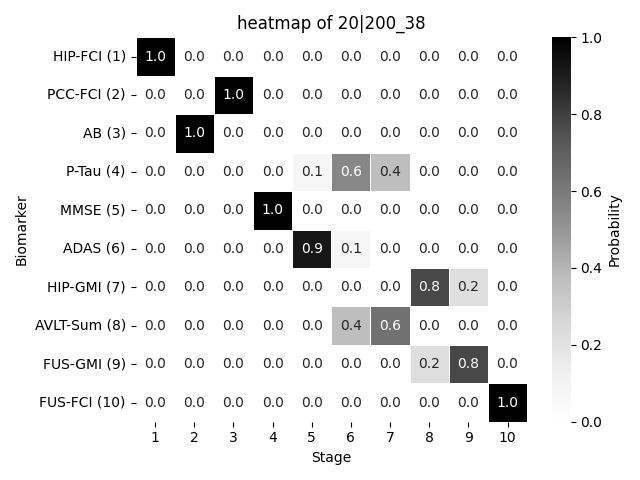 heatmap of 20|200_38
HIP-FCI (1) 1.0 0.0 0.0 0.0 0.0 0.0 0.0 0.0 0.0 0.0
PCC-FCI (2) 0.0 0.0 1.0 0.0 0.0 0.0 0.0 0.0 0.0 0.0
AB (3) 0.0 1.0 0.0 0.0 0.0 0.0 0.0 0.0 0.0 0.0
P-Tau (4) 0.0 0.0 0.0 0.0 0.1 0.6 0.4 0.0 0.0 0.0
MMSE (5) 0.0 0.0 0.0 1.0 0.0 0.0 0.0 0.0 0.0 0.0
ADAS (6) 0.0 0.0 0.0 0.0 0.9 0.1 0.0 0.0 0.0 0.0
HIP-GMI (7) 0.0 0.0 0.0 0.0 0.0 0.0 0.0 0.8 0.2 0.0
AVLT-Sum (8) 0.0 0.0 0.0 0.0 0.0 0.4 0.6 0.0 0.0 0.0
FUS-GMI (9) 0.0 0.0 0.0 0.0 0.0 0.0 0.0 0.2 0.8 0.0
FUS-FCI (10) 0.0 0.0 0.0 0.0 0.0 0.0 0.0 0.0 0.0 1.0
1 2 3 4 5 6 7 8 9 10
Stage
Biomarker
1.0
0.8
0.6
0.4
0.2
0.0
Probability